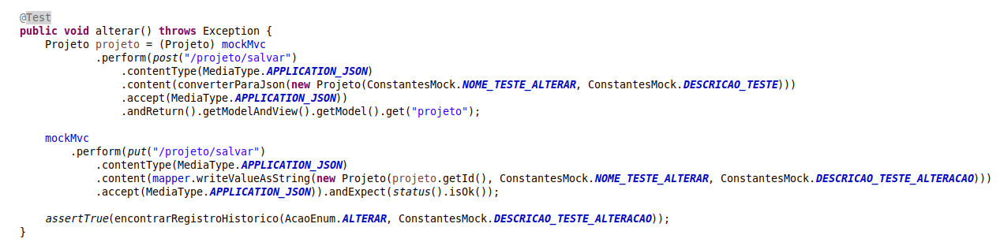 @Test
public void alterar() throws Exception {
    Projeto projeto = (Projeto) mockMvc
            .perform(post("/projeto/salvar")
                .contentType(MediaType.APPLICATION_JSON)
                .content(converterParaJson(new Projeto(ConstantesMock.NOME_TESTE_ALTERAR, ConstantesMock.DESCRICAO_TESTE)))
                .accept(MediaType.APPLICATION_JSON))
                .andReturn().getModelAndView().getModel().get("projeto");

    mockMvc
        .perform(put("/projeto/salvar")
            .contentType(MediaType.APPLICATION_JSON)
            .content(mapper.writeValueAsString(new Projeto(projeto.getId(), ConstantesMock.NOME_TESTE_ALTERAR, ConstantesMock.DESCRICAO_TESTE_ALTERACAO)))
            .accept(MediaType.APPLICATION_JSON)).andExpect(status().isOk());

    assertTrue(encontrarRegistroHistorico(AcaoEnum.ALTERAR, ConstantesMock.DESCRICAO_TESTE_ALTERACAO));
}